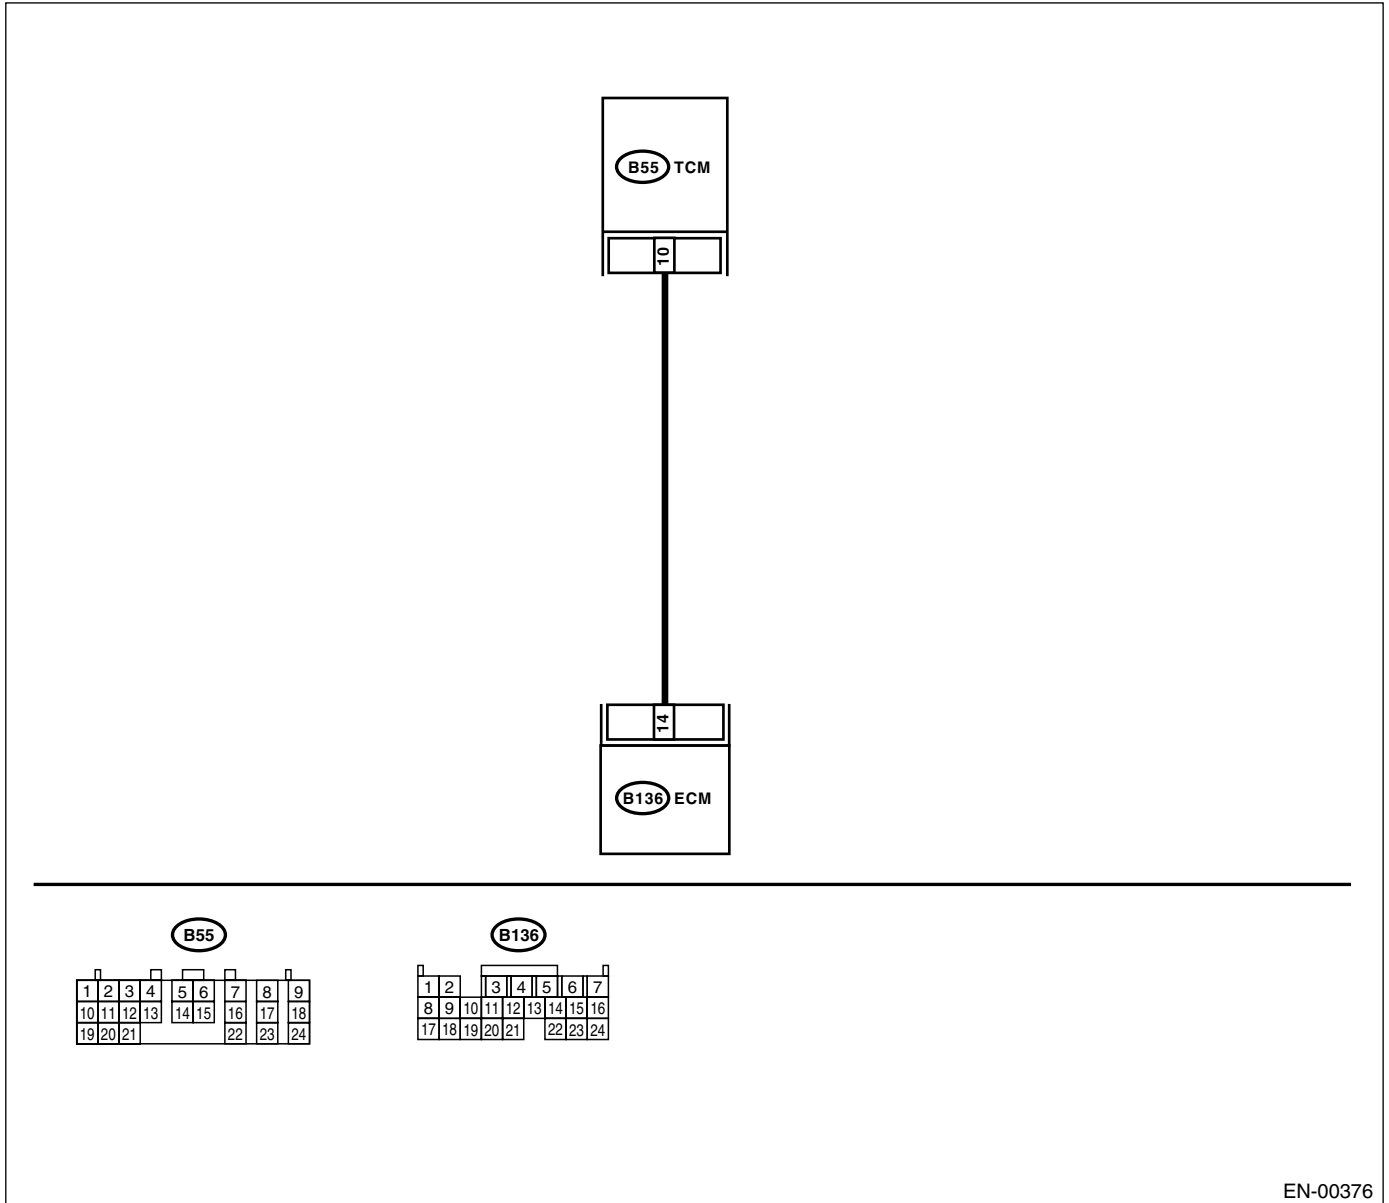 B55 TCM
10
14
B136 ECM
B55
1 2 3 4 5 6 7 8 9
10 11 12 13 14 15 16 17 18
19 20 21 22 23 24
B136
1 2 3 4 5 6 7
8 9 10 11 12 13 14 15 16
17 18 19 20 21 22 23 24
EN-00376